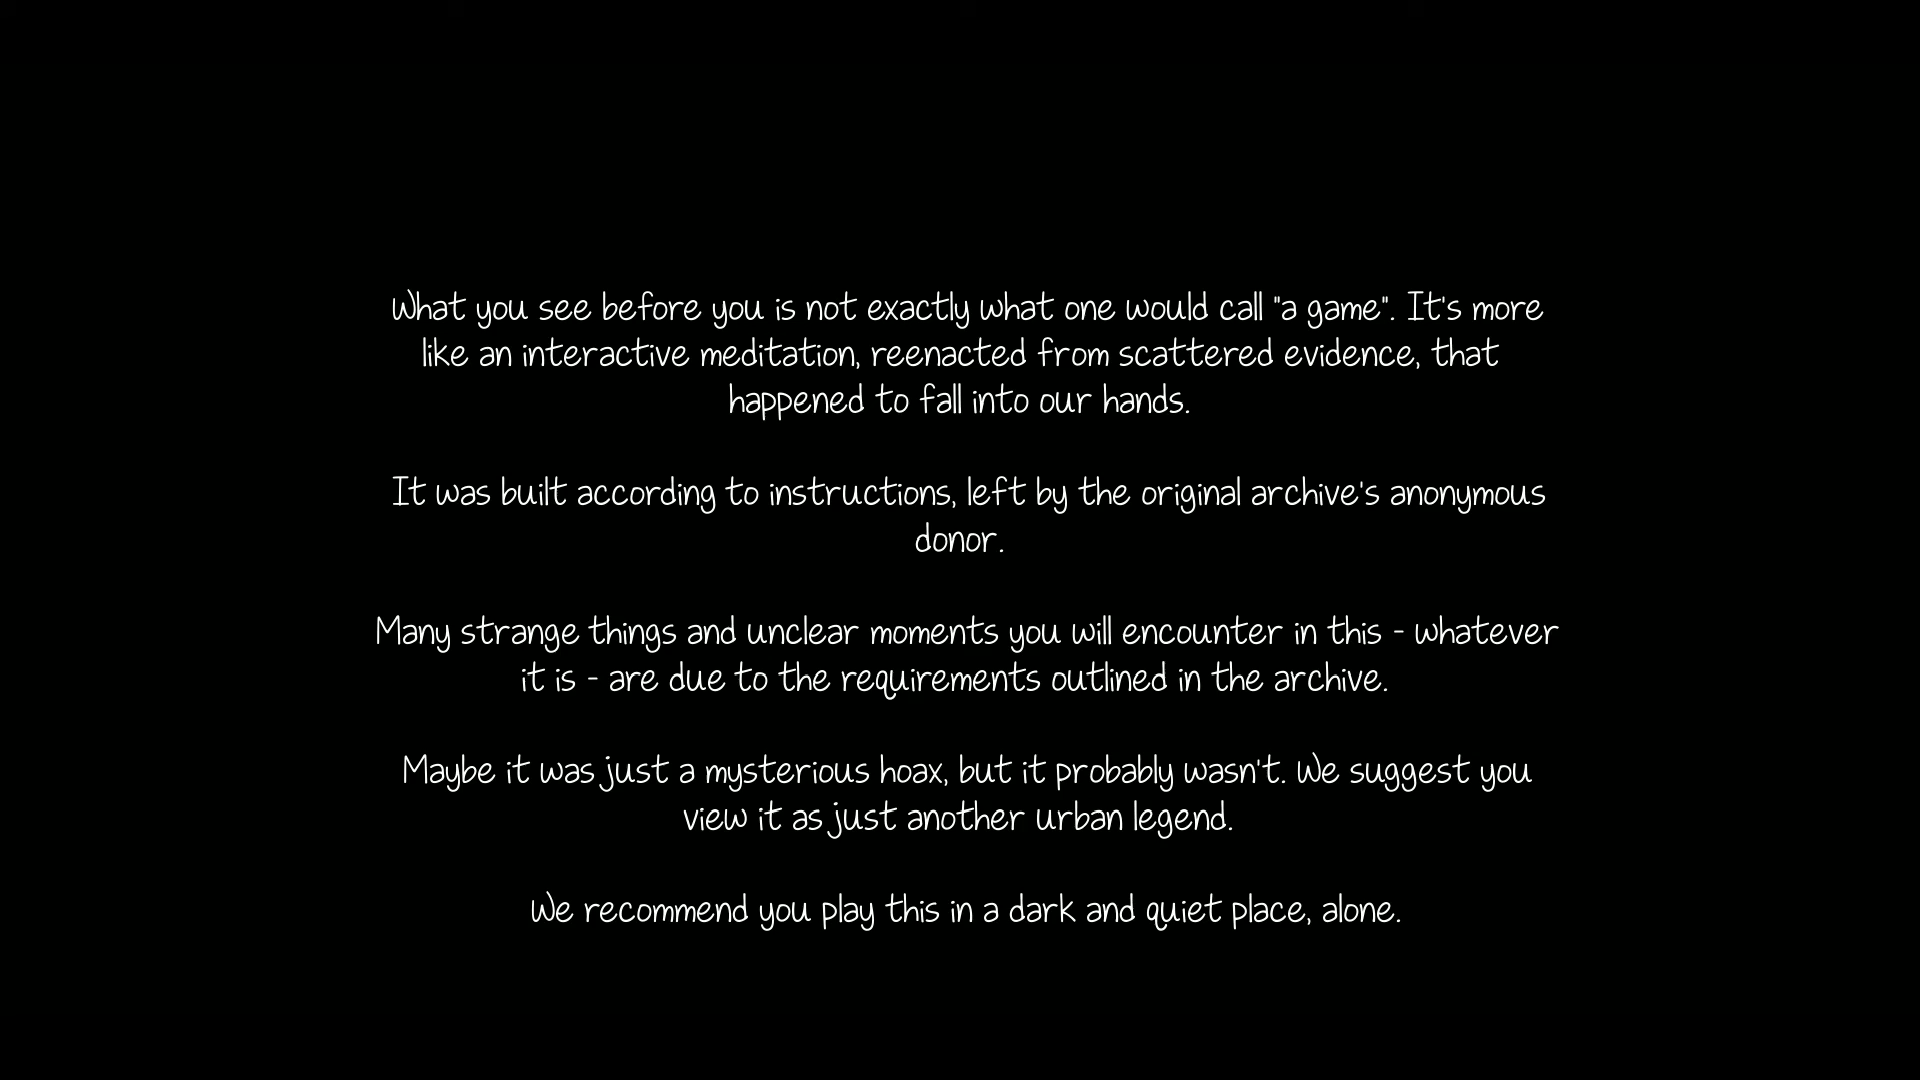 What you see before you is not exactly what one would call "a game". It's more
like an interactive meditation, reenacted from scattered evidence, that
happened to fall into our hands.
It was built according to instructions, left by the original archive's anonymous
donor.
Many strange things and unclear moments you will encounter in this - whatever
it is - are due to the requirements outlined in the archive.
Maybe it was just a mysterious hoax, but it probably wasn't. We suggest you
view it as just another urban legend.
We recommend you play this in a dark and quiet place, alone.